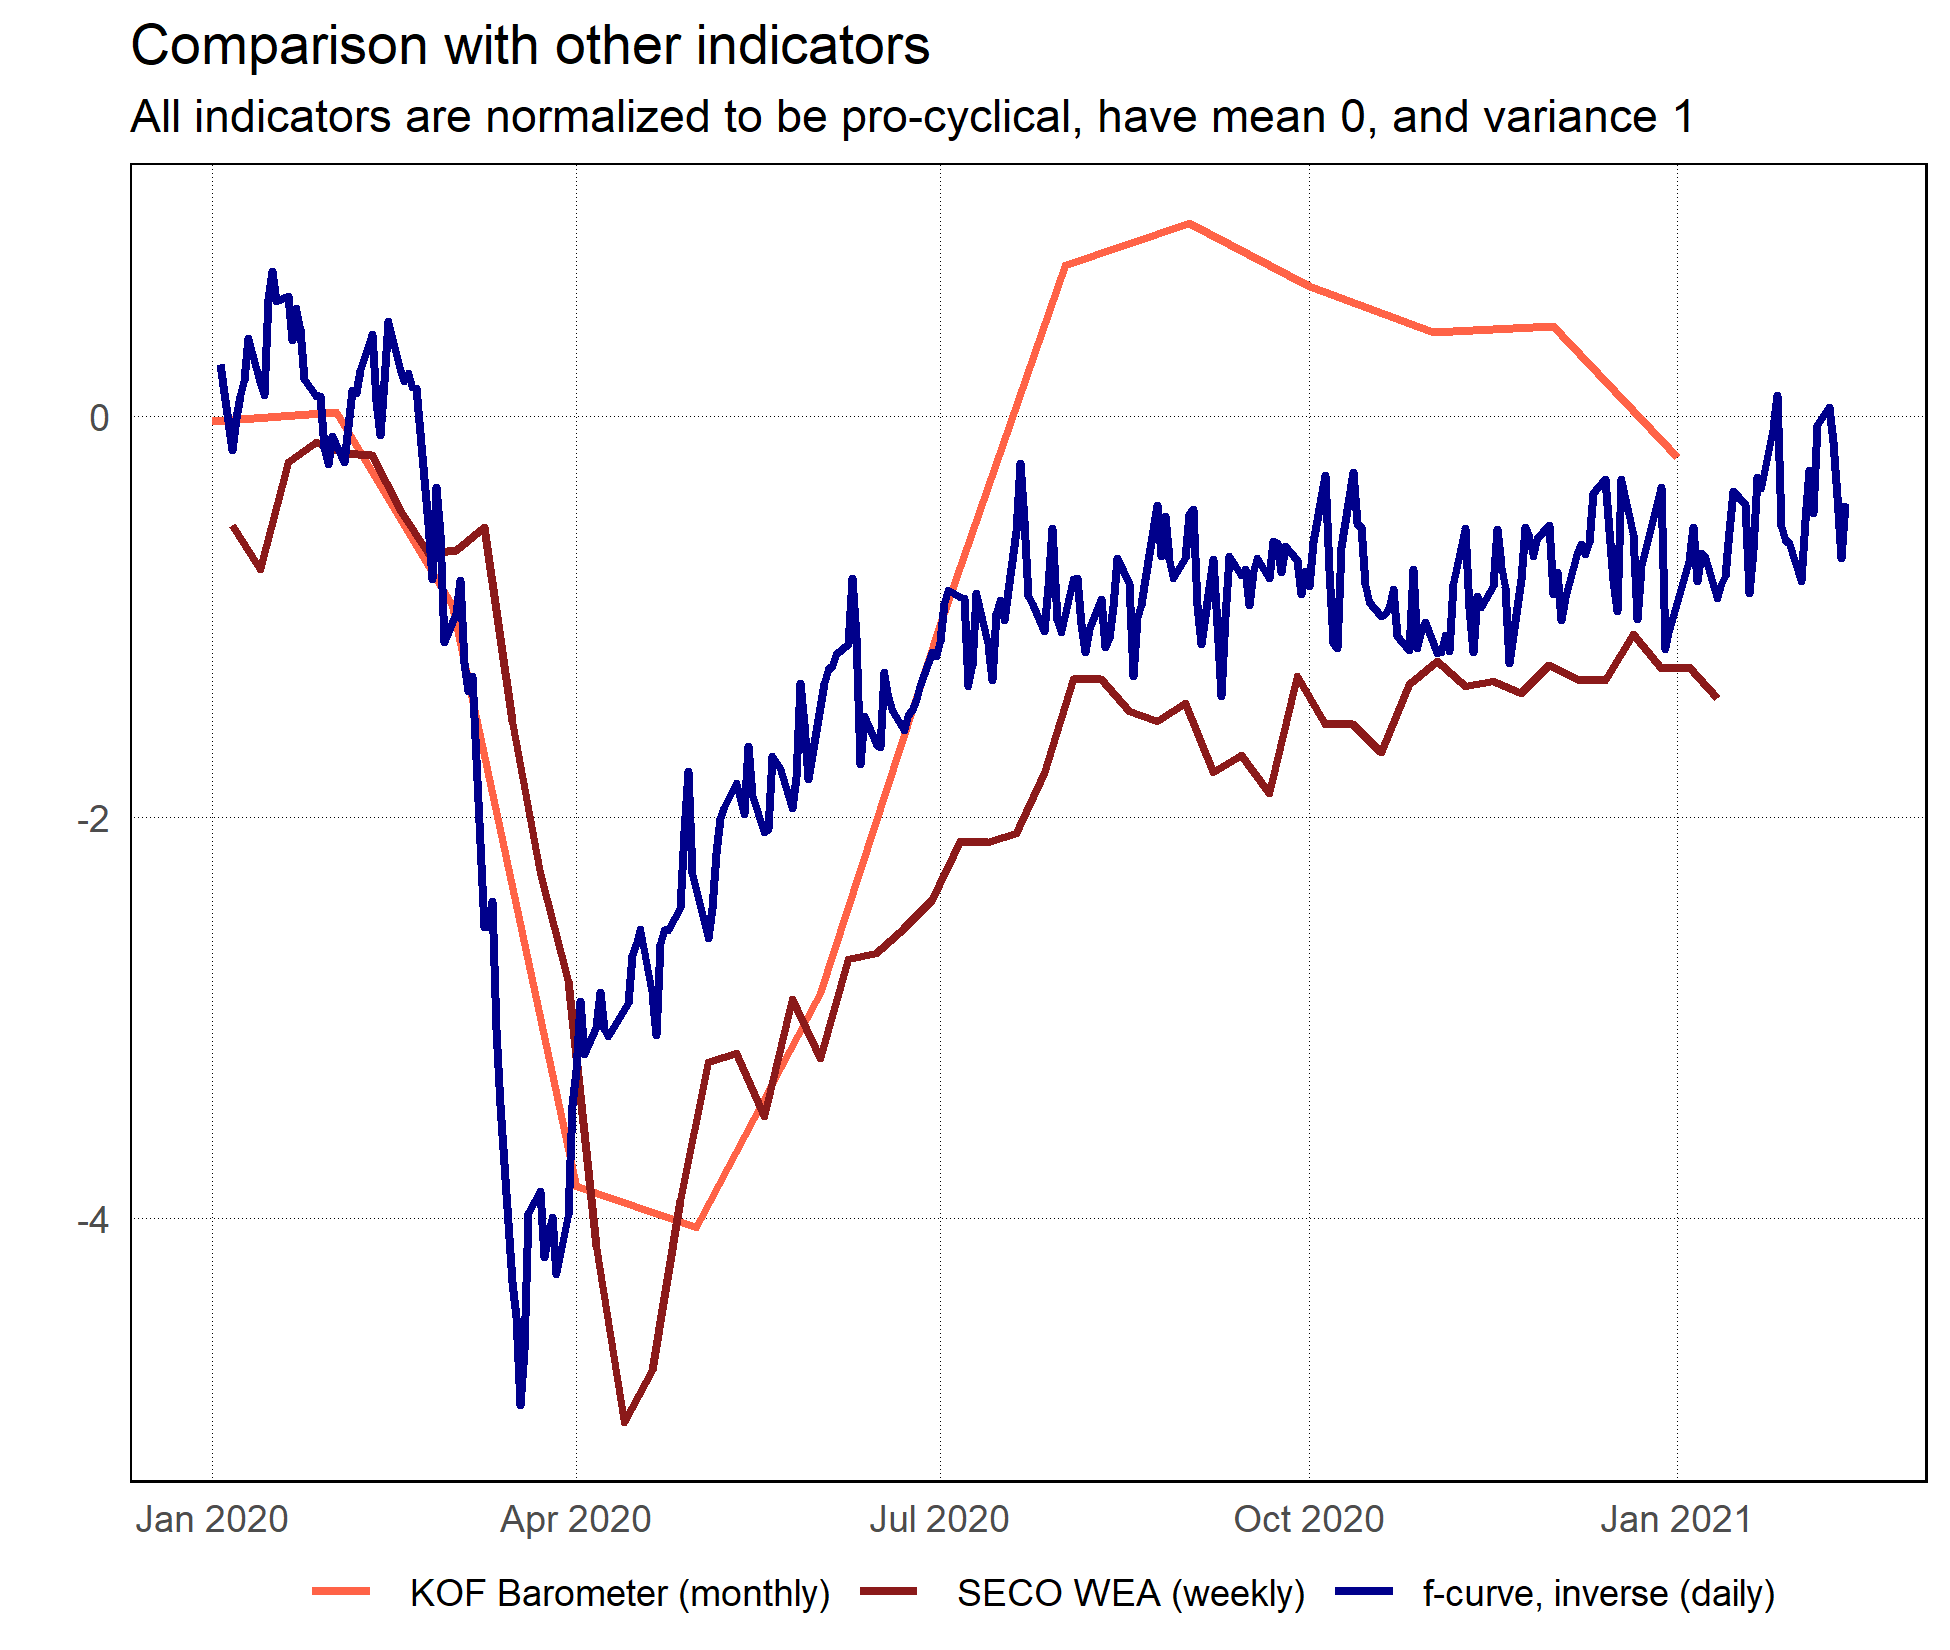 Comparison with other indicators
All indicators are normalized to be pro-cyclical, have mean 0, and variance 1
0
-2
-4
Jan 2020 Apr 2020 Jul 2020 Oct 2020 Jan 2021
KOF Barometer (monthly) SECO WEA (weekly) f-curve, inverse (daily)